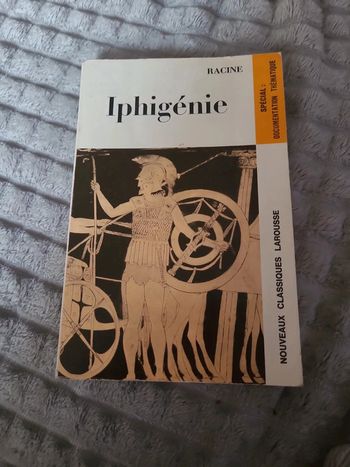 RACINE
Iphigénie
SPÉCIAL :
DOCUMENTATION THÉMATIQUE
NOUVEAUX CLASSIQUES LAROUSSE